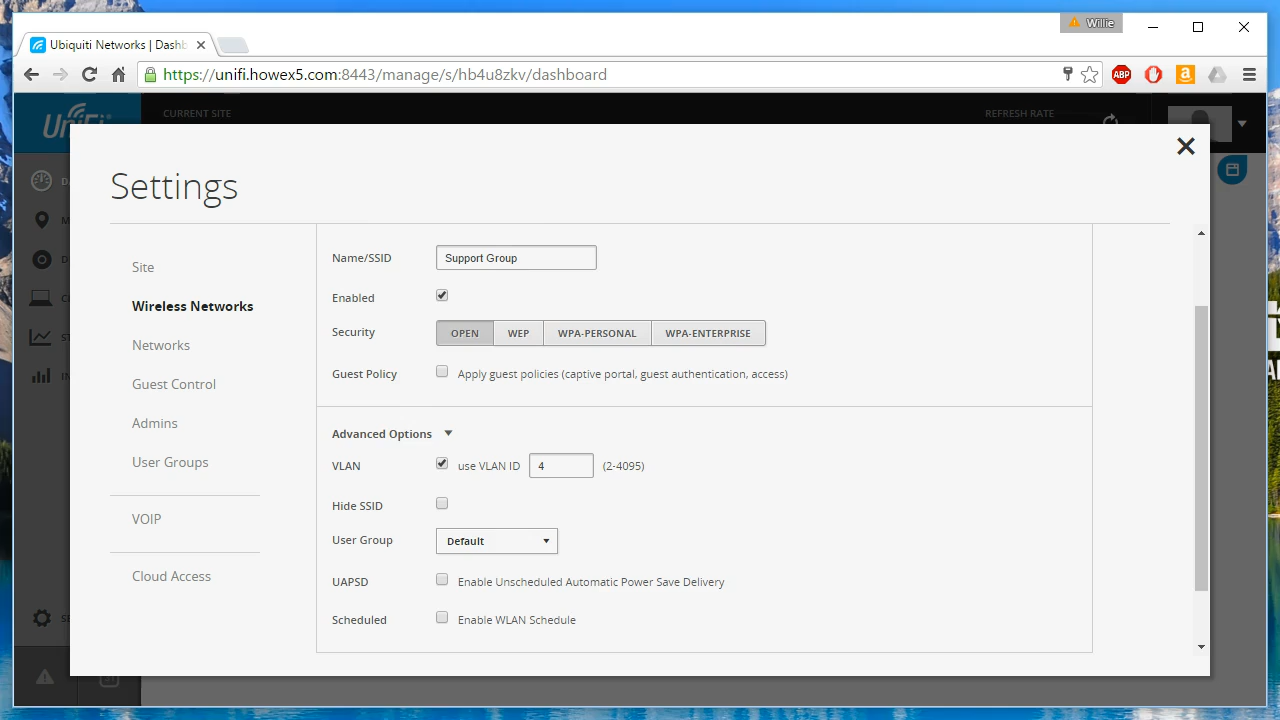 Willie
Ubiquiti Networks | Dashb
https://unifi.howex5.com:8443/manage/s/hbzu8zkv/dashboard
ABP
UniFi
CURRENT SITE
REFRESH RATE
Settings
Site
Wireless Networks
Networks
Guest Control
Admins
User Groups
VOIP
Cloud Access
Name/SSID Support Group
Enabled
Security OPEN WEP WPA-PERSONAL WPA-ENTERPRISE
Guest Policy Apply guest policies (captive portal, guest authentication, access)
Advanced Options
VLAN use VLAN ID 4 (2-4095)
Hide SSID
User Group Default
UAPSD Enable Unscheduled Automatic Power Save Delivery
Scheduled Enable WLAN Schedule